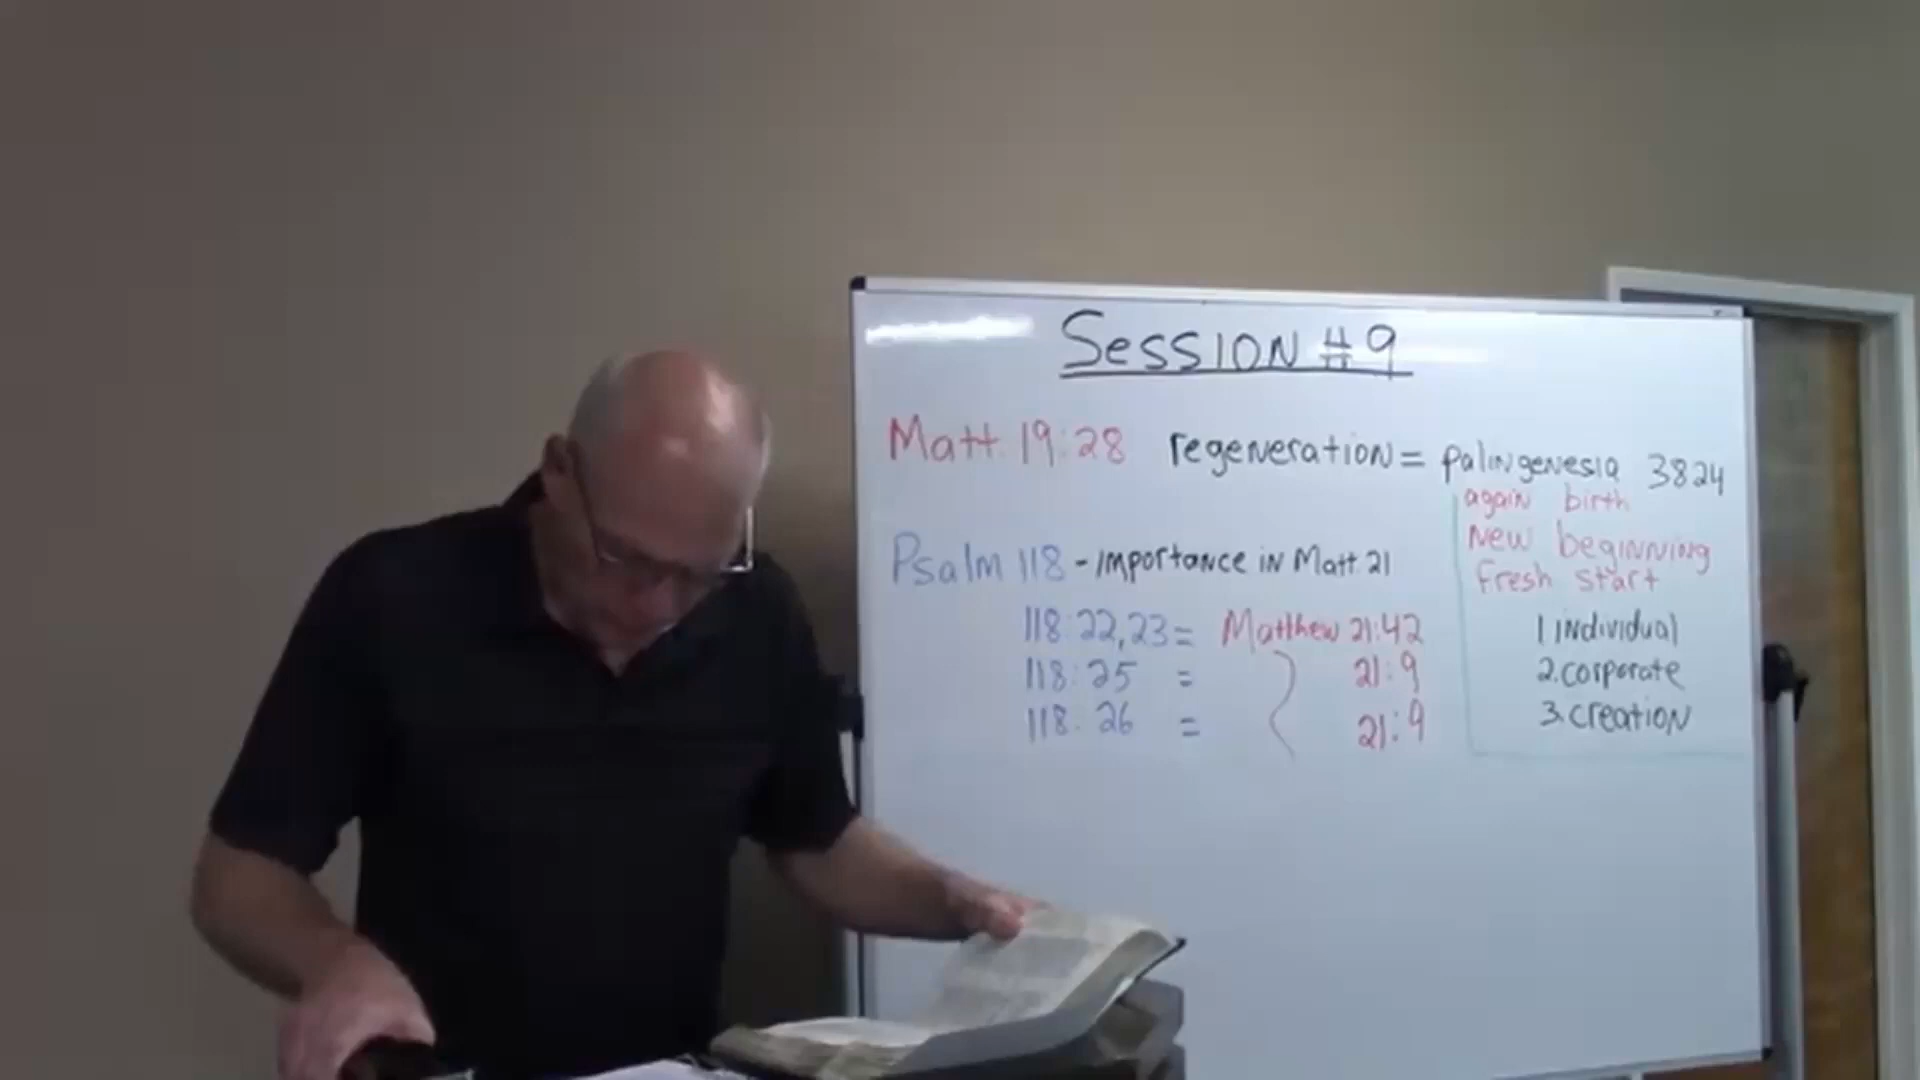 Session #9
Matt. 19:28 regeneration = palingenesia 3824
again birth
new beginning
fresh start
Psalm 118 - importance in Matt 21
118:22,23 = Matthew 21:42
118:25 = 21:9
118:26 = 21:9
1 individual
2. corporate
3. creation